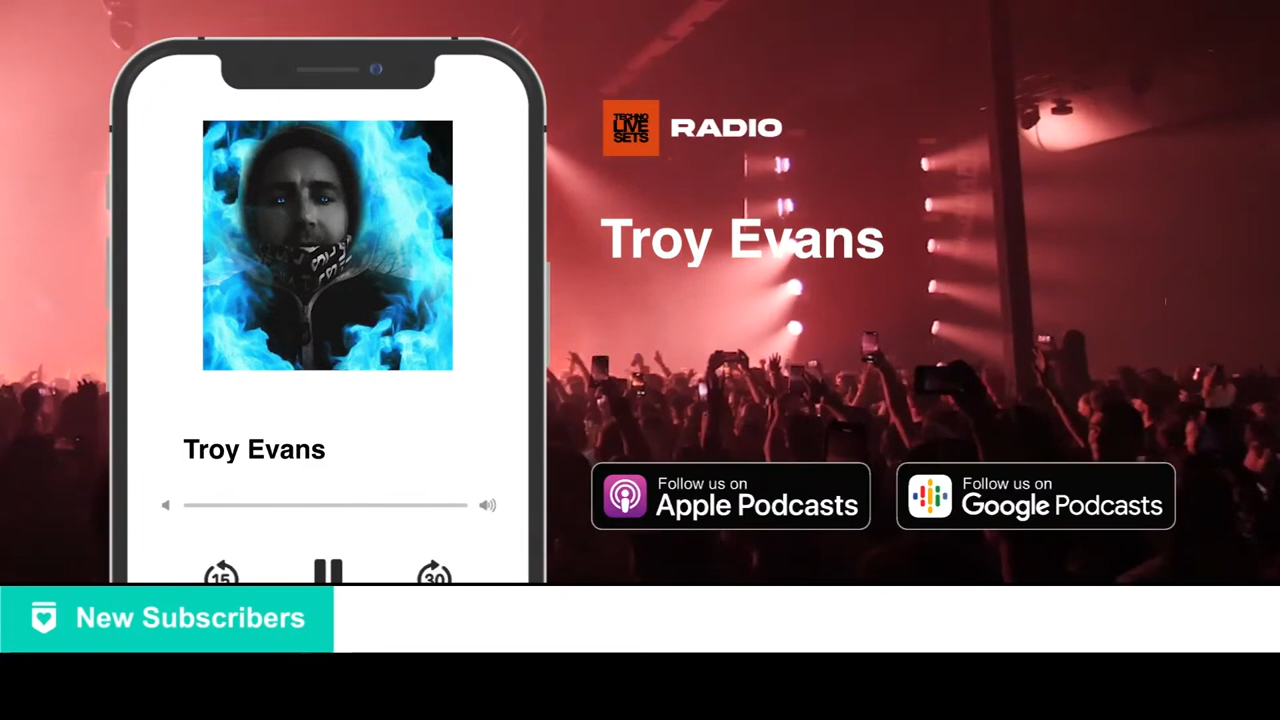 TECHNO
LIVE
SETS
RADIO
Troy Evans
Troy Evans
Follow us on
Apple Podcasts
Follow us on
Google Podcasts
15
30
New Subscribers